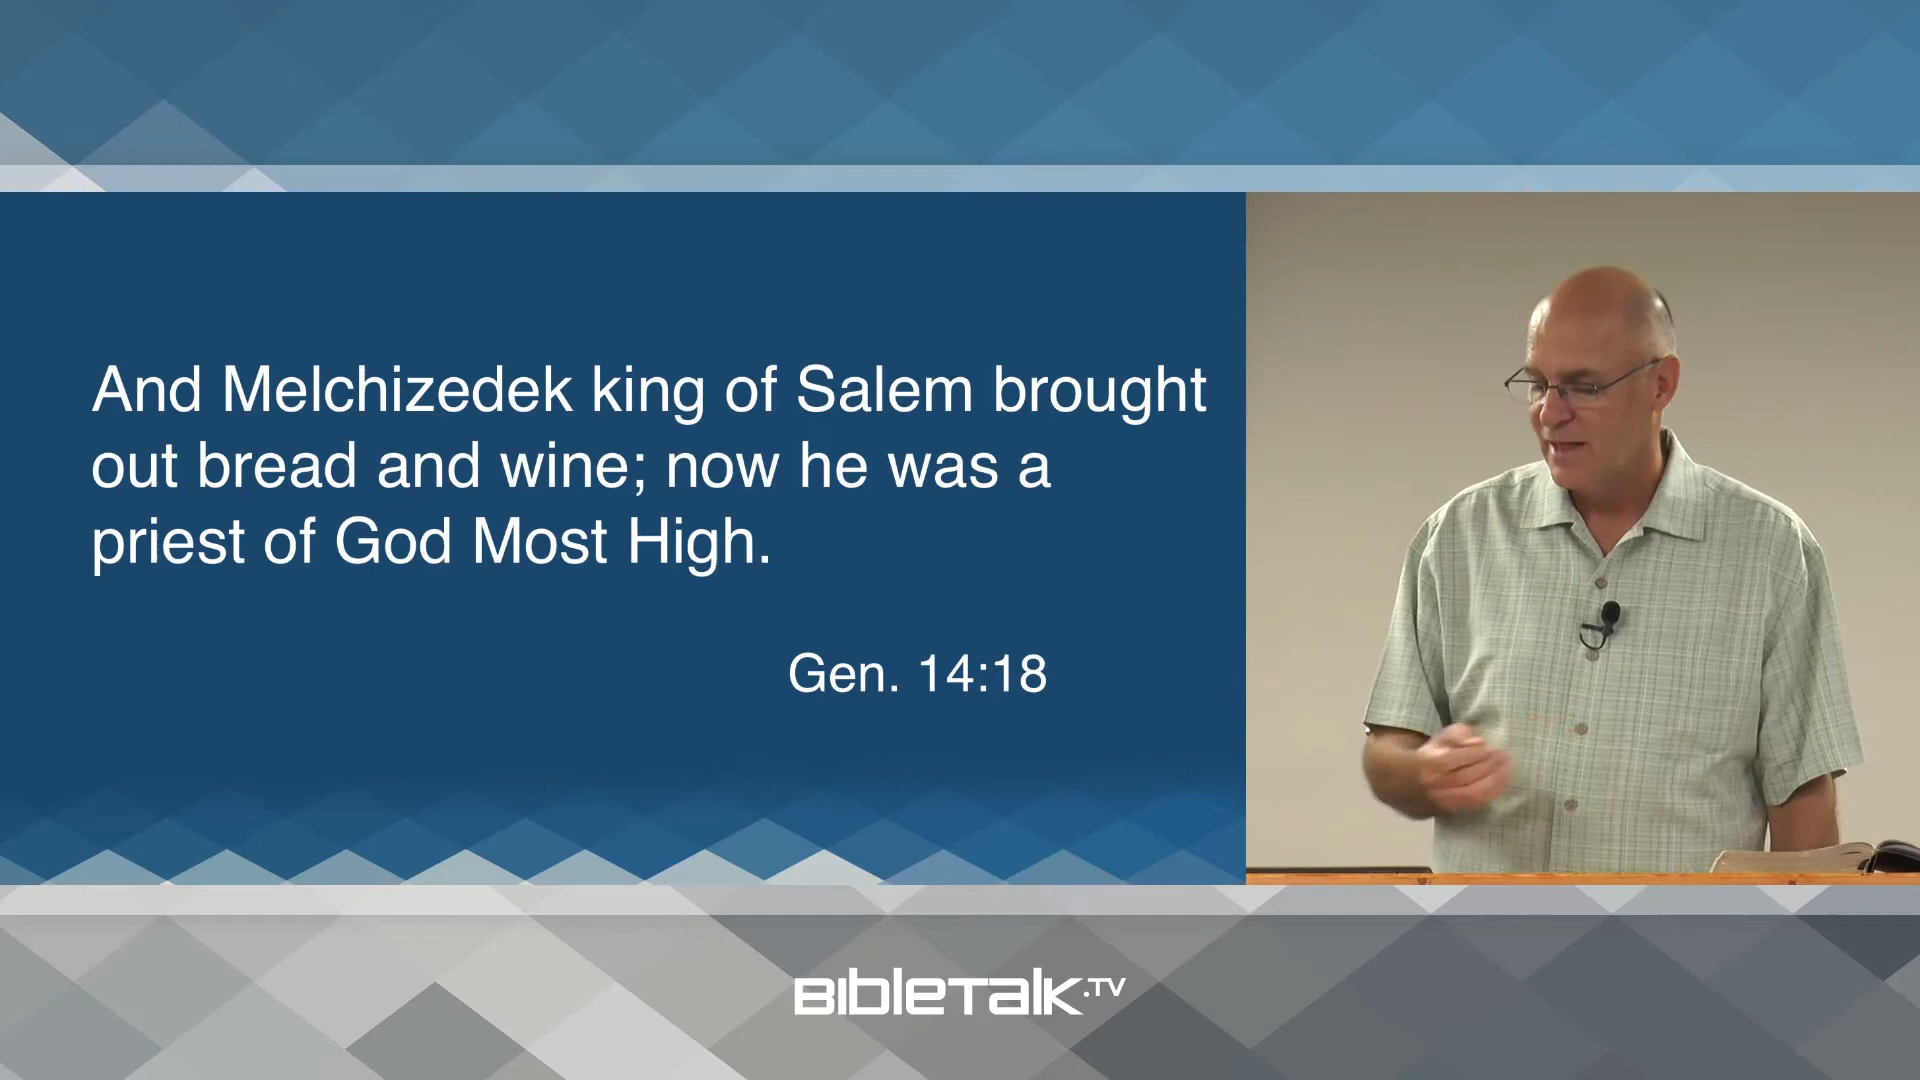 And Melchizedek king of Salem brought
out bread and wine; now he was a
priest of God Most High.
Gen. 14:18
BIBLETALK.TV